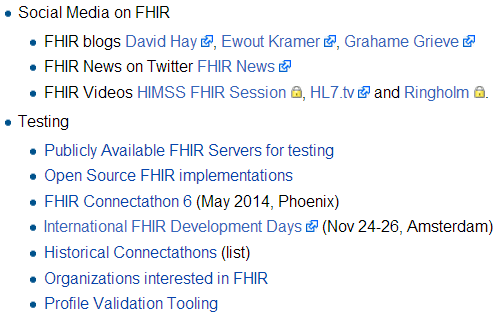 Social Media on FHIR
FHIR blogs David Hay, Ewout Kramer, Grahame Grieve
FHIR News on Twitter FHIR News
FHIR Videos HIMSS FHIR Session, HL7.tv and Ringholm.
Testing
Publicly Available FHIR Servers for testing
Open Source FHIR implementations
FHIR Connectathon 6 (May 2014, Phoenix)
International FHIR Development Days (Nov 24-26, Amsterdam)
Historical Connectathons (list)
Organizations interested in FHIR
Profile Validation Tooling